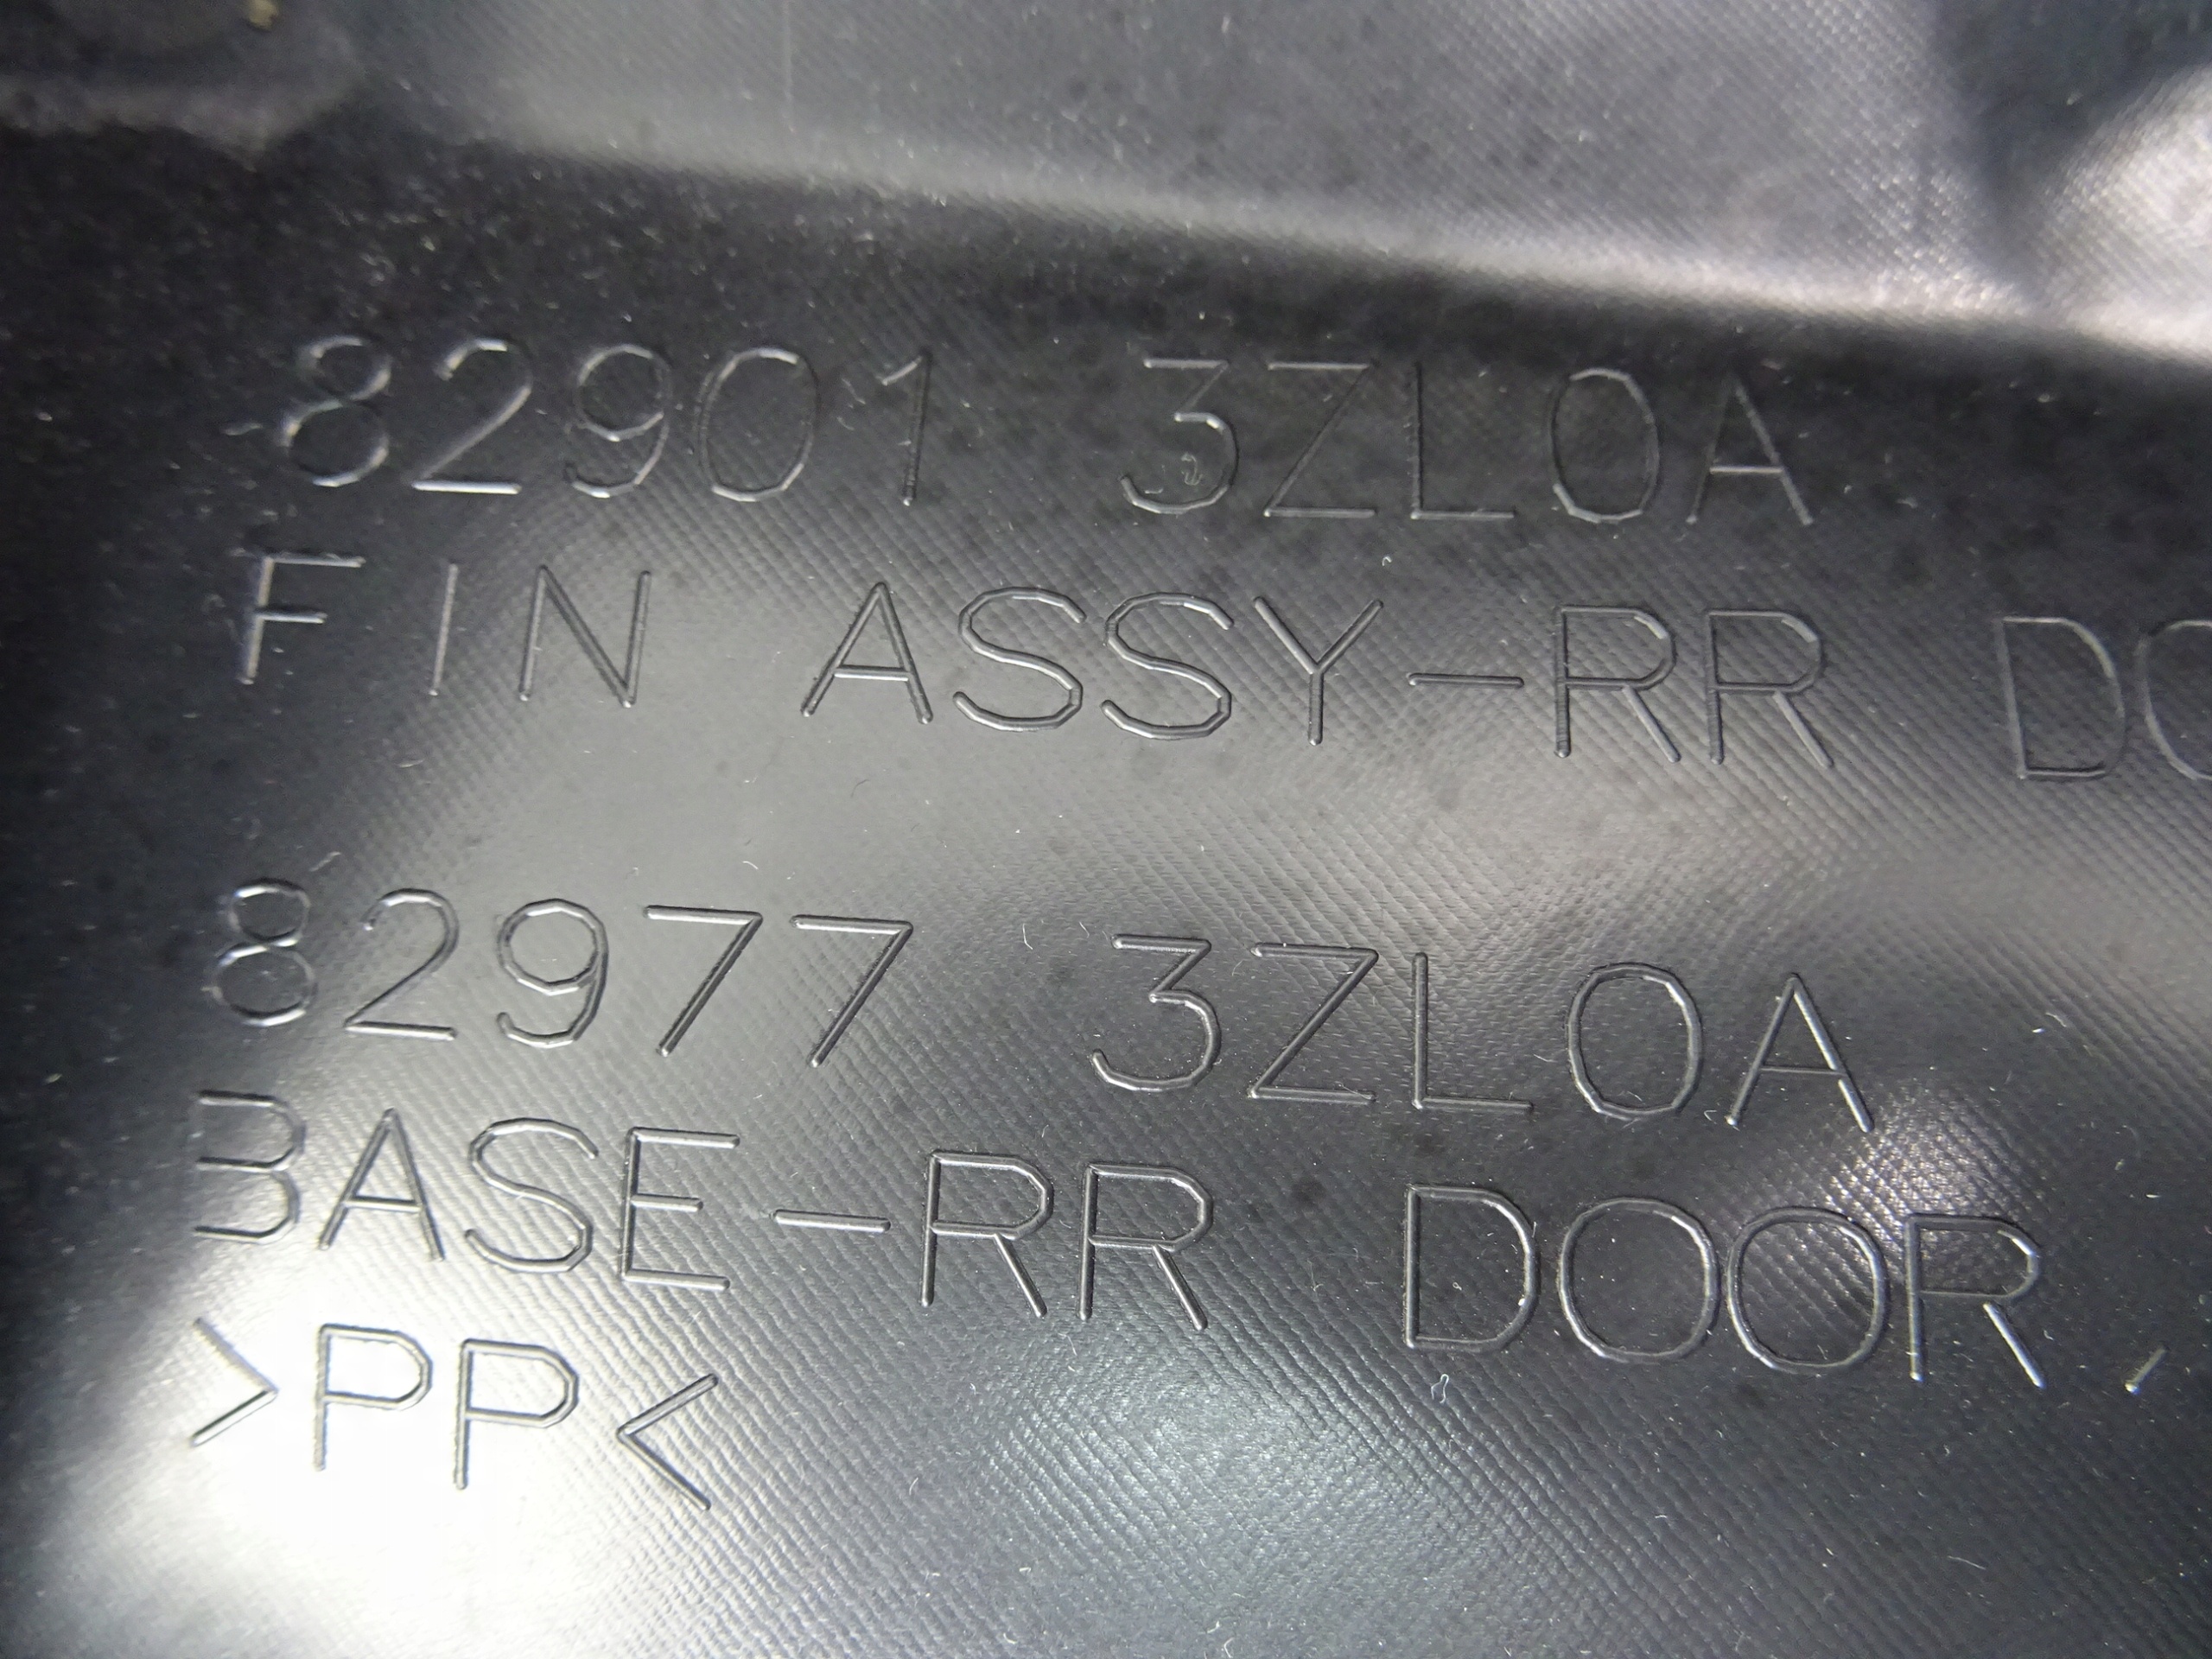 82901 3ZL0A
FIN ASSY-RR
82977 3ZL0A
BASE-RR DOOR,
>PP<